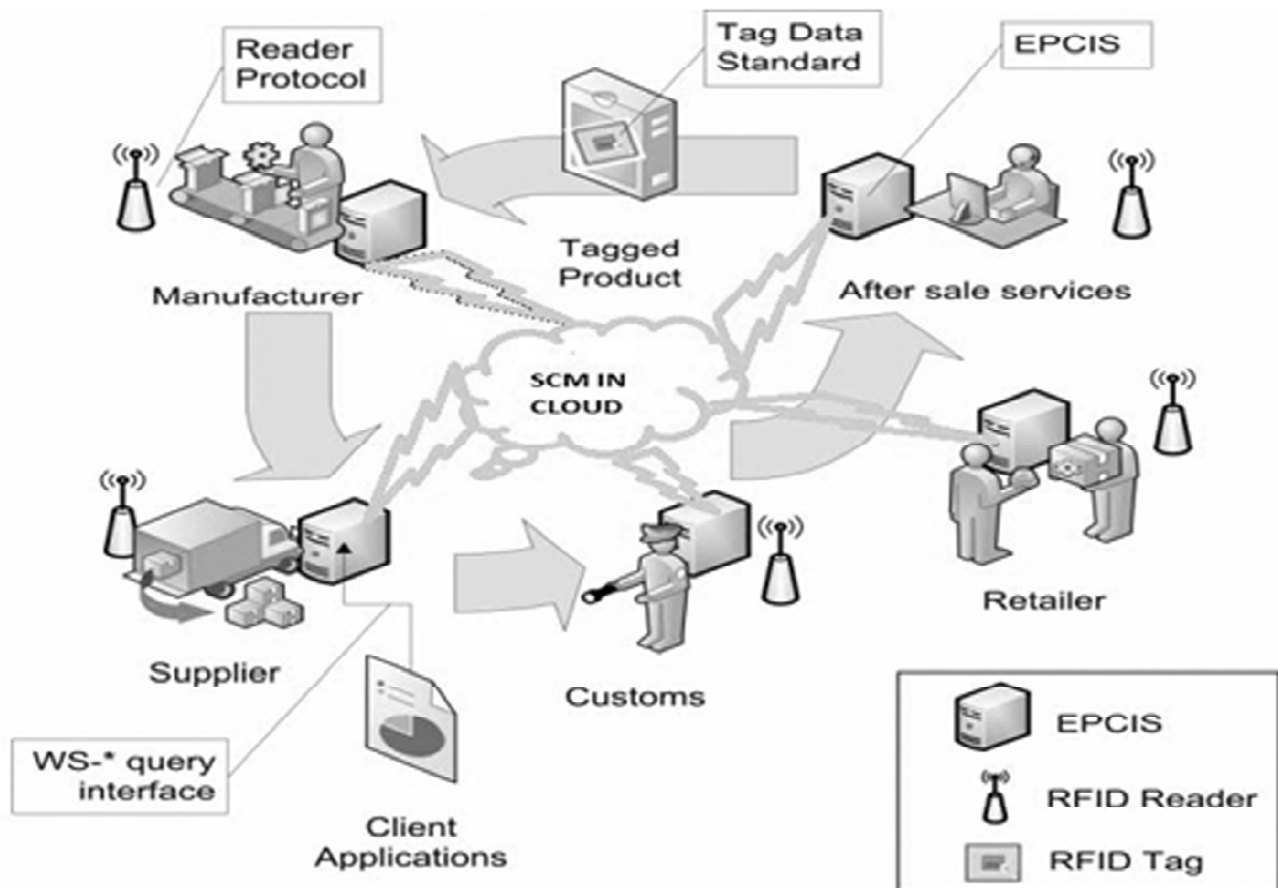 Reader
Protocol
Tag Data
Standard
EPCIS
Manufacturer
Tagged
Product
After sale services
SCM IN
CLOUD
Supplier
Customs
Retailer
WS-* query
interface
Client
Applications
EPCIS
RFID Reader
RFID Tag